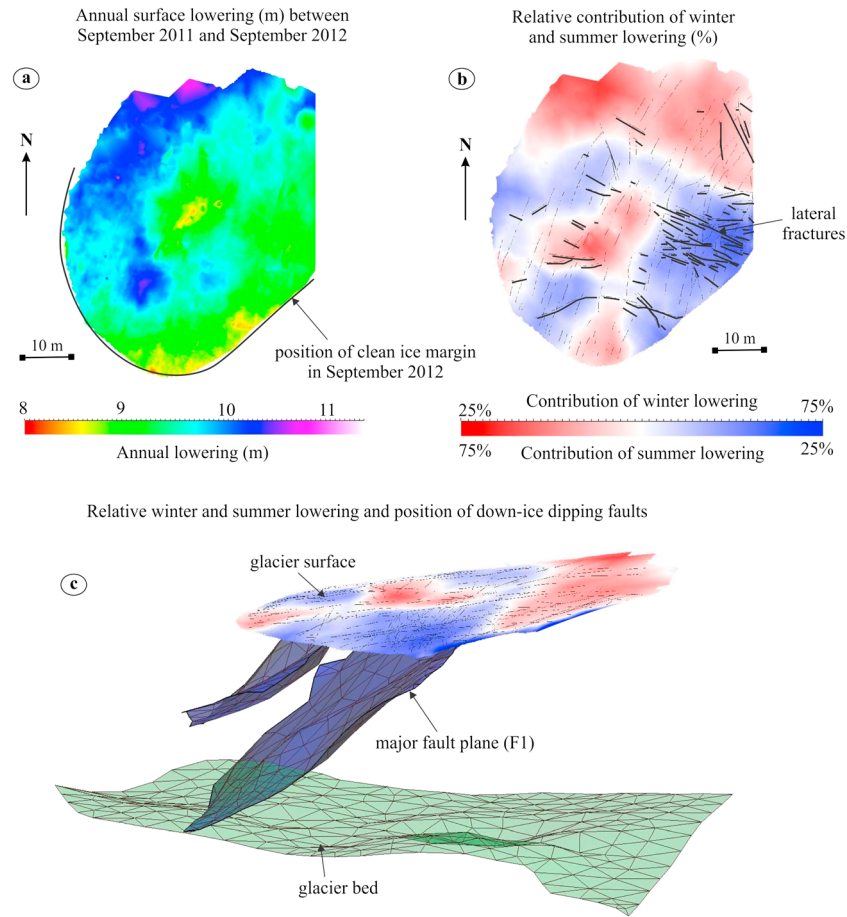 Annual surface lowering (m) between
September 2011 and September 2012
Relative contribution of winter
and summer lowering (%)
a
b
N
N
lateral
fractures
10 m
position of clean ice margin
in September 2012
10 m
8
9
10
11
Annual lowering (m)
25%
Contribution of winter lowering
75%
75%
Contribution of summer lowering
25%
Relative winter and summer lowering and position of down-ice dipping faults
c
glacier surface
major fault plane (F1)
glacier bed